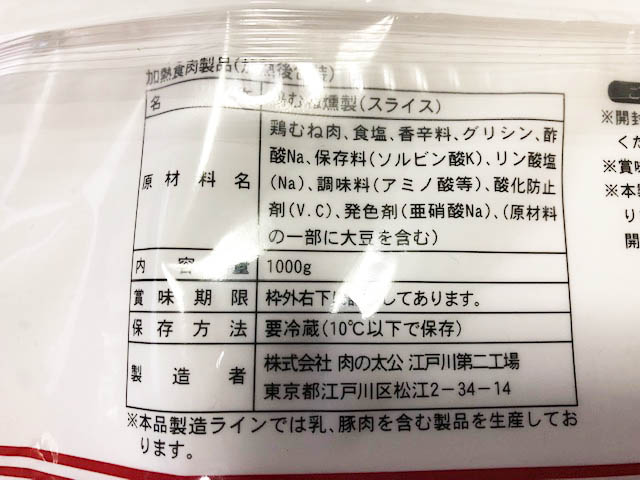 加熱食肉製品(加熱後包装)
名
むね燻製(スライス)
原材料名
鶏むね肉、食塩、香辛料、グリシン、酢
酸Na、保存料(ソルビン酸K)、リン酸塩
(Na)、調味料(アミノ酸等)、酸化防止
剤(V.C)、発色剤(亜硝酸Na)、(原材料
の一部に大豆を含む)
内容量
1000g
賞味期限
枠外右下してあります。
保存方法
要冷蔵(10℃以下で保存)
製造者
株式会社 肉の太公 江戸川第二工場
東京都江戸川区松江2-34-14
※本品製造ラインでは乳、豚肉を含む製品を生産してお
ります。
※開封
くだ
※賞味
※本製
り
開